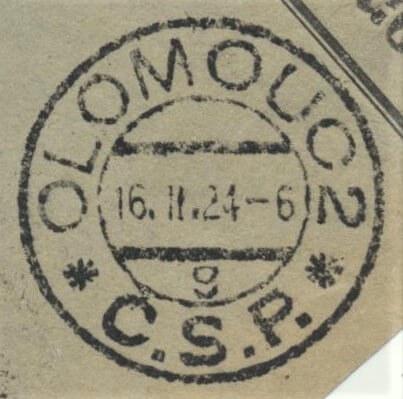 OLOMOUC 2
16. II. 24-6
g
* C.S.P. *